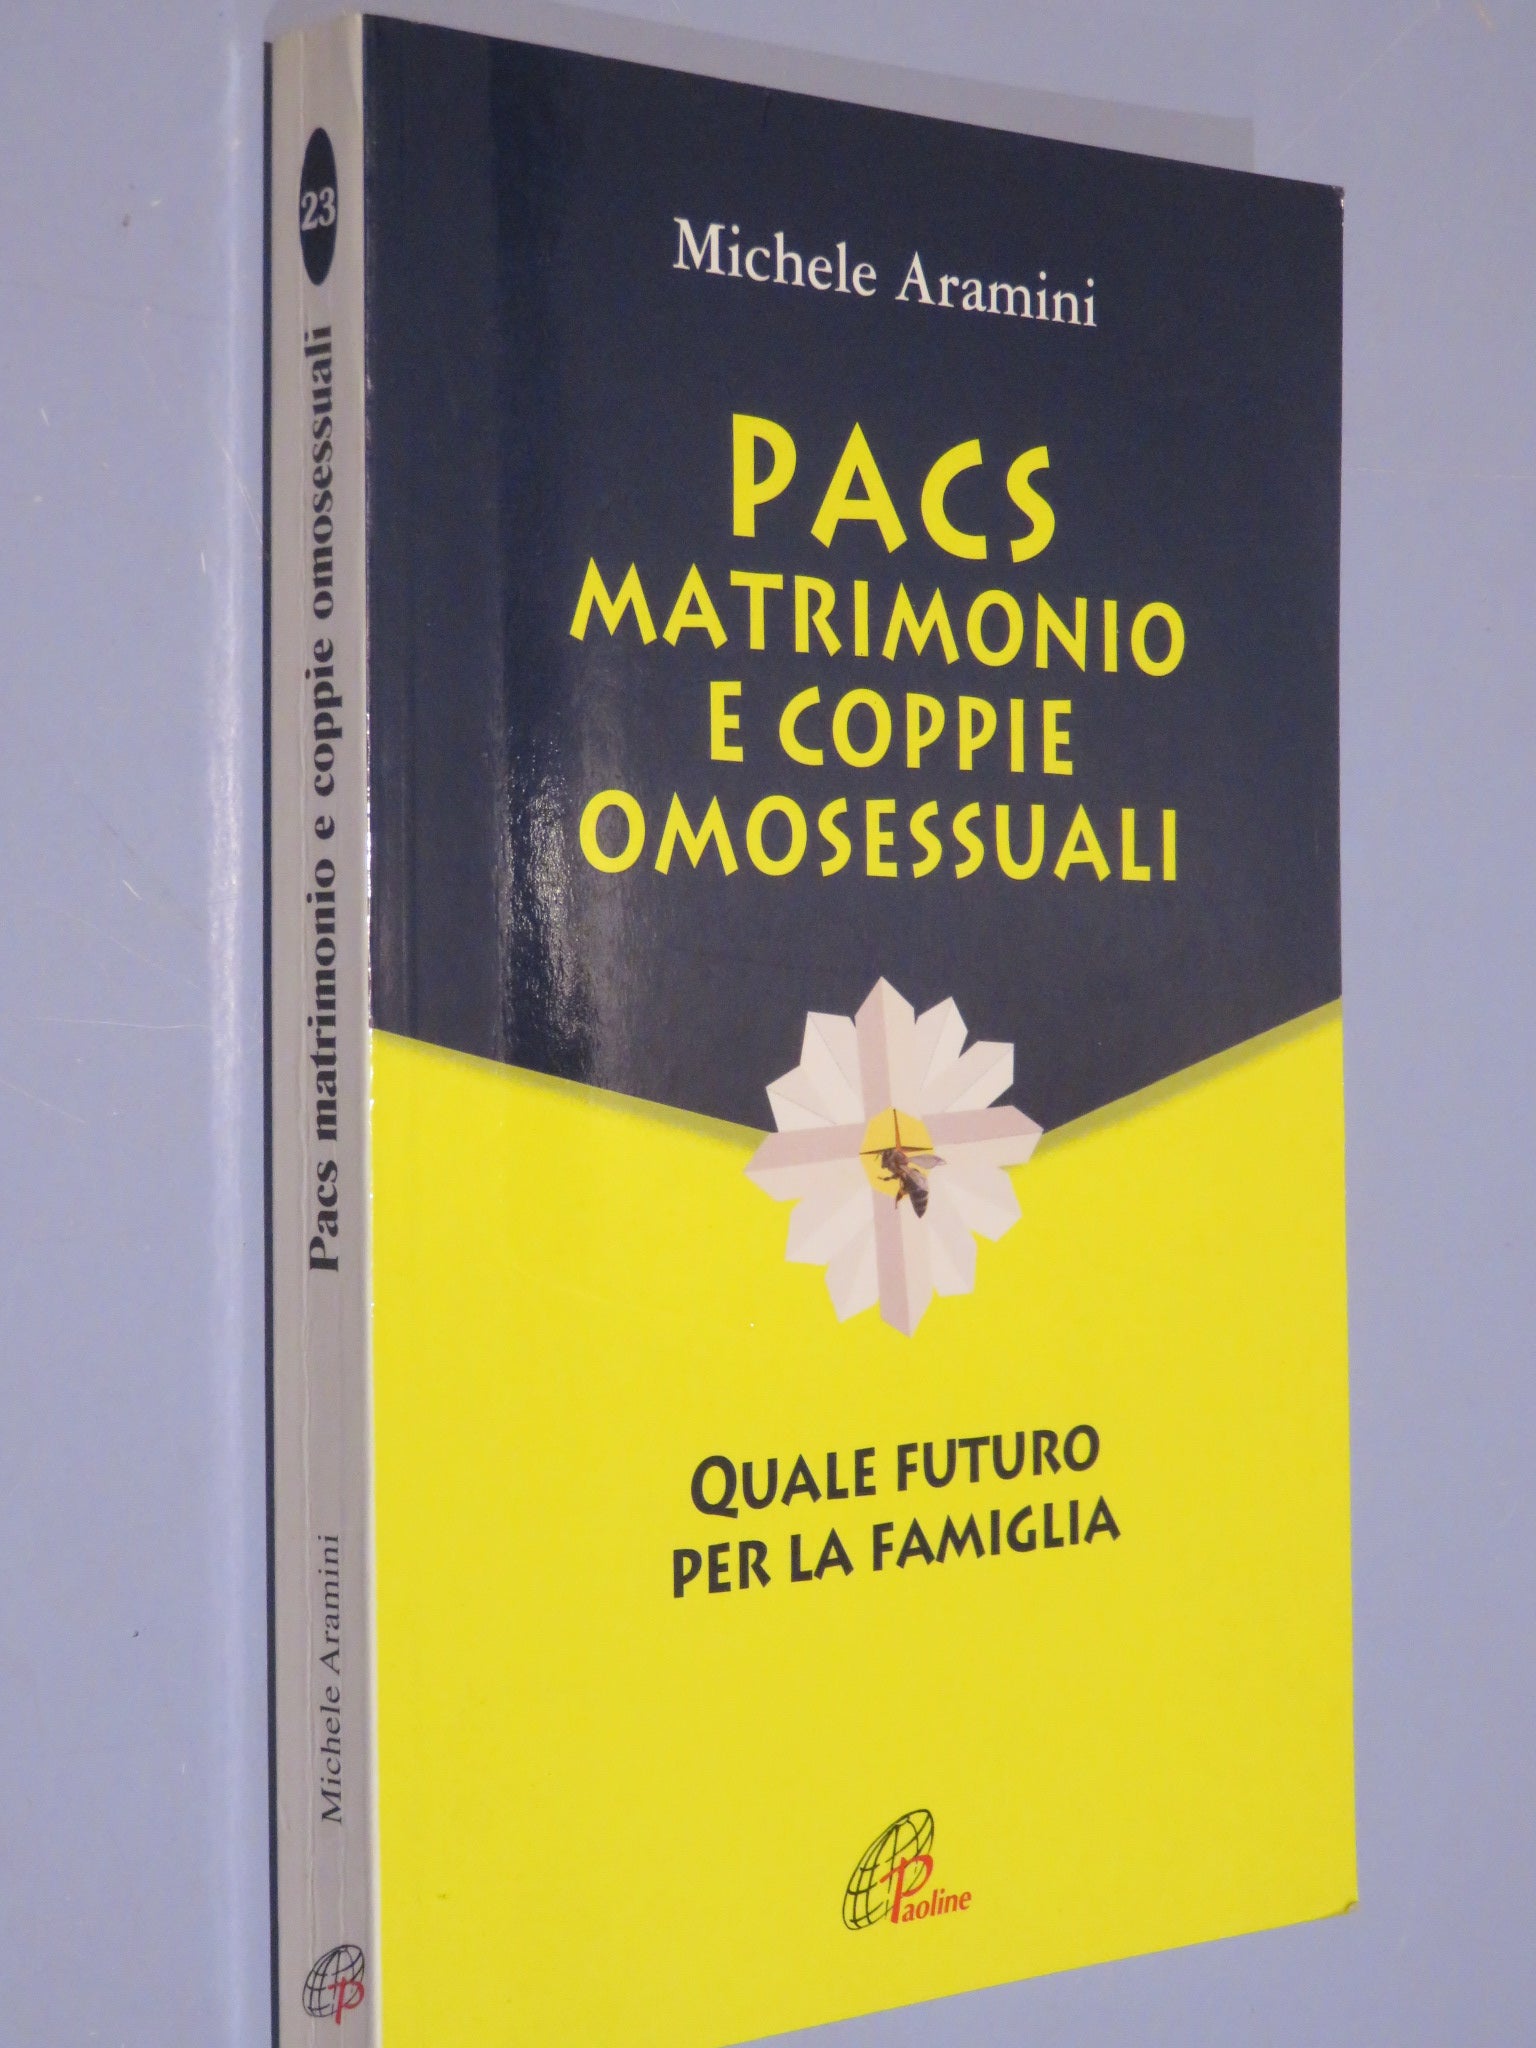 23
Pacs matrimonio e coppie omosessuali
Michele Aramini
P
Michele Aramini
PACS
MATRIMONIO
E COPPIE
OMOSESSUALI
QUALE FUTURO
PER LA FAMIGLIA
Paoline